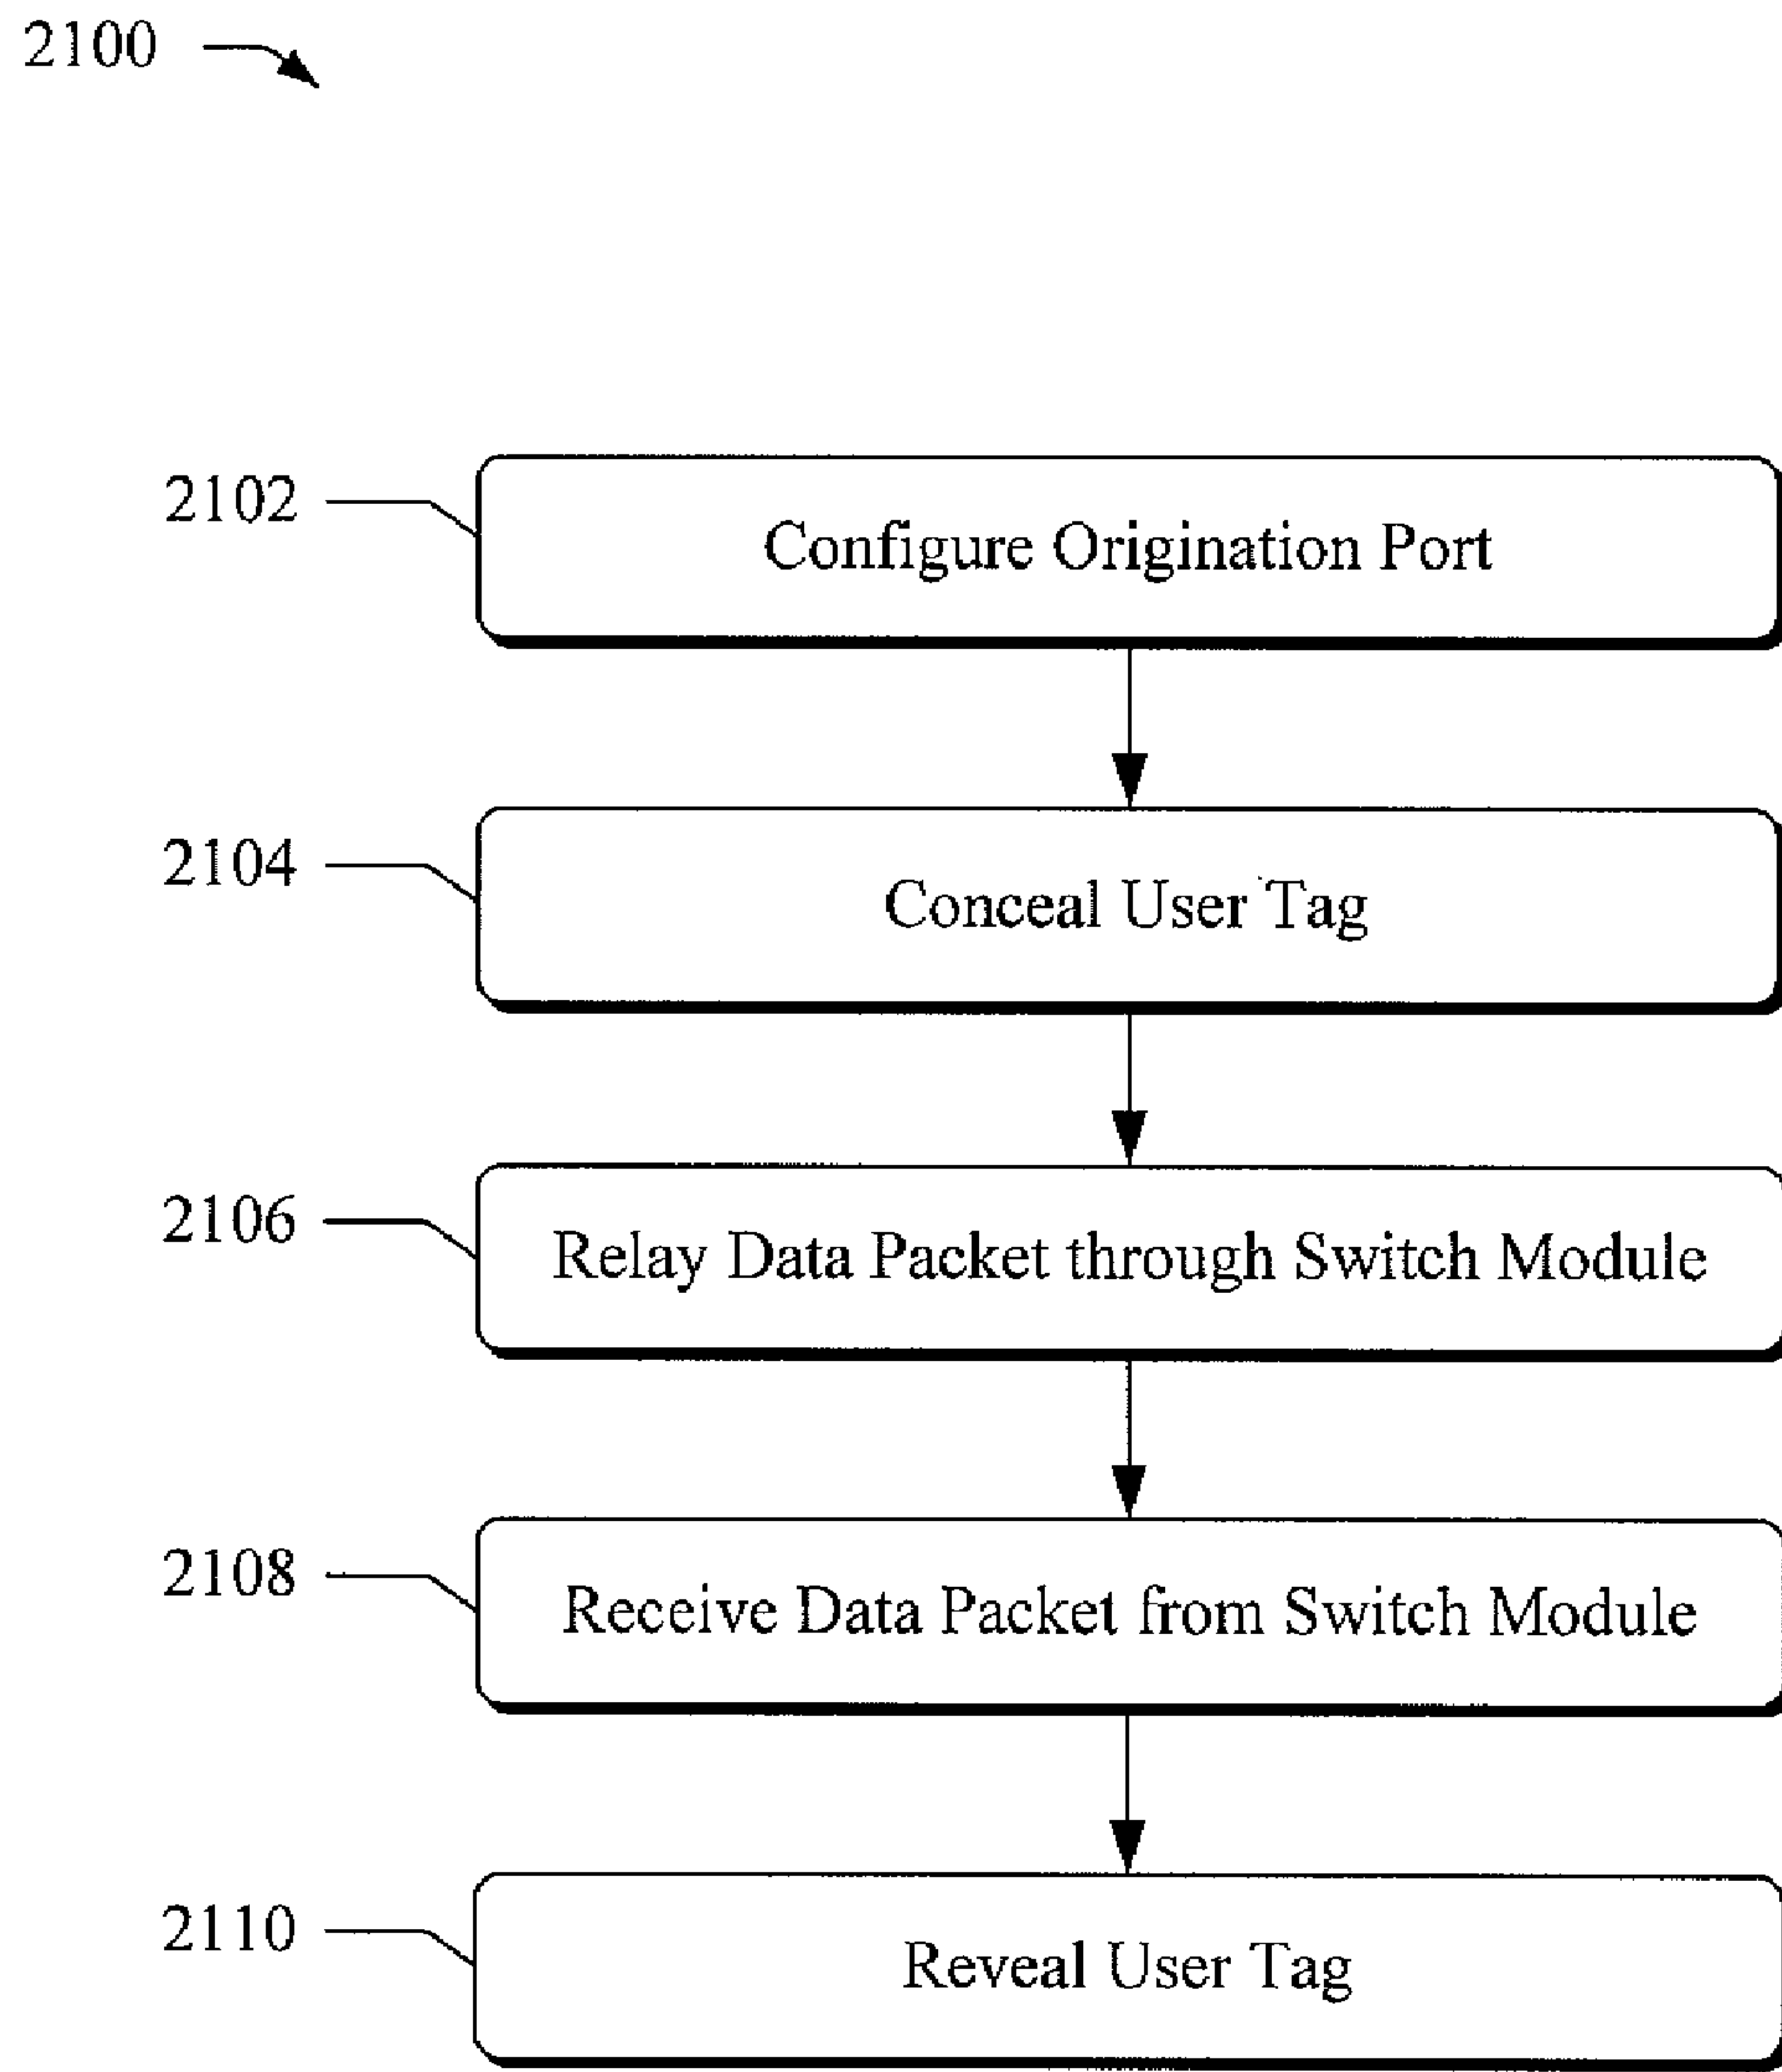 2100
2102
Configure Origination Port
2104
Conceal User Tag
2106
Relay Data Packet through Switch Module
2108
Receive Data Packet from Switch Module
2110
Reveal User Tag